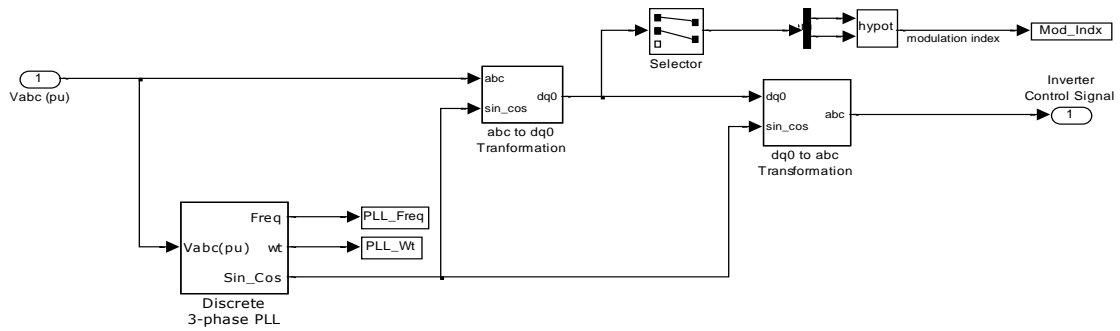 hypot
modulation index
Mod_Indx
Selector
1
Vabc (pu)
abc
sin_cos
dq0
abc to dq0
Tranformation
dq0
sin_cos
abc
dq0 to abc
Transformation
Inverter
Control Signal
1
Vabc(pu)
Freq
wt
Sin_Cos
Discrete
3-phase PLL
PLL_Freq
PLL_Wt